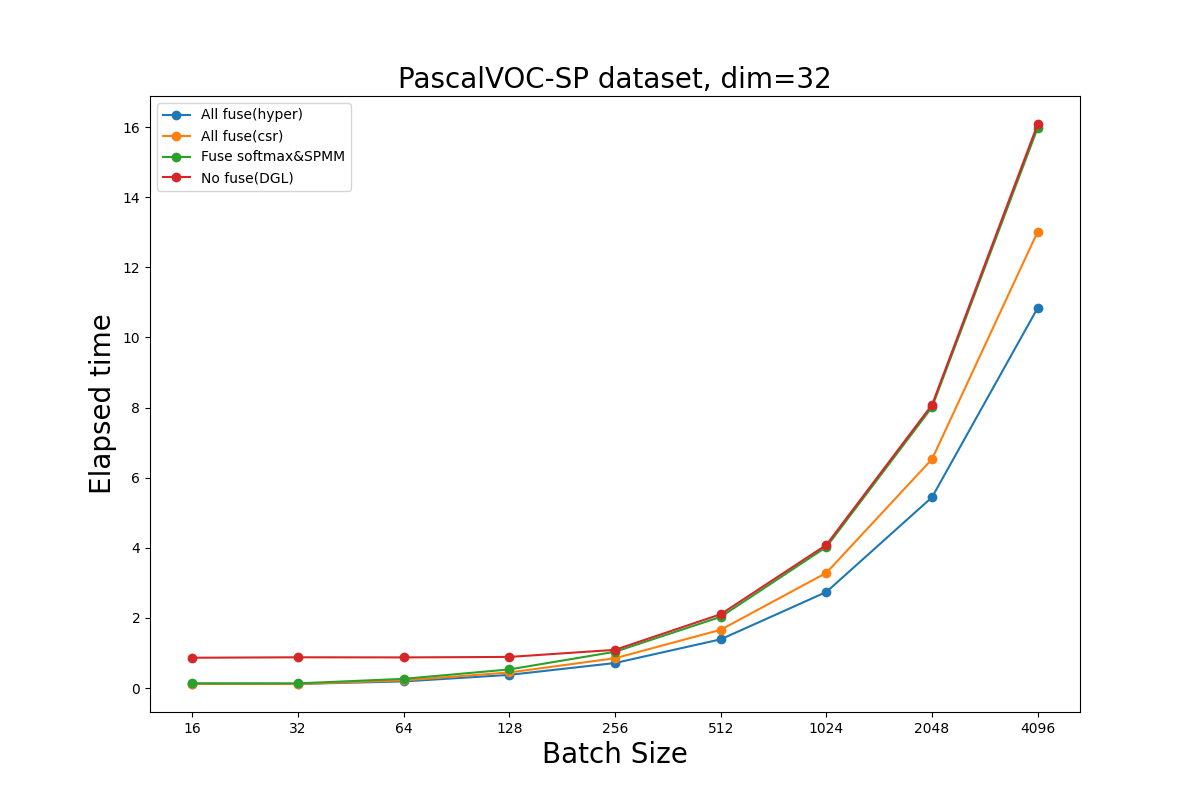 PascalVOC-SP dataset, dim=32
All fuse(hyper)
All fuse(csr)
Fuse softmax&SPMM
No fuse(DGL)
16
14
12
10
8
6
4
2
0
Elapsed time
16 32 64 128 256 512 1024 2048 4096
Batch Size